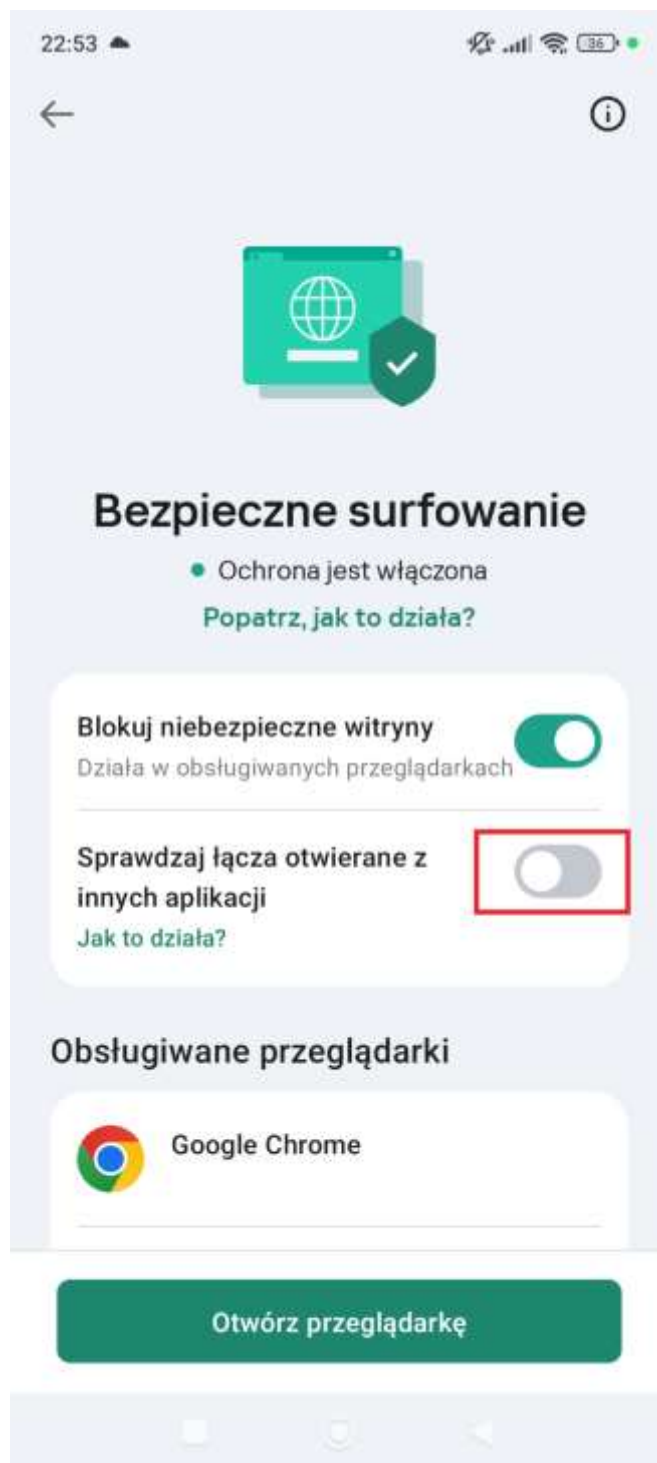 22:53
36
Bezpieczne surfowanie
Ochrona jest włączona
Popatrz, jak to działa?
Blokuj niebezpieczne witryny
Działa w obsługiwanych przeglądarkach
Sprawdzaj łącza otwierane z
innych aplikacji
Jak to działa?
Obsługiwane przeglądarki
Google Chrome
Otwórz przeglądarkę